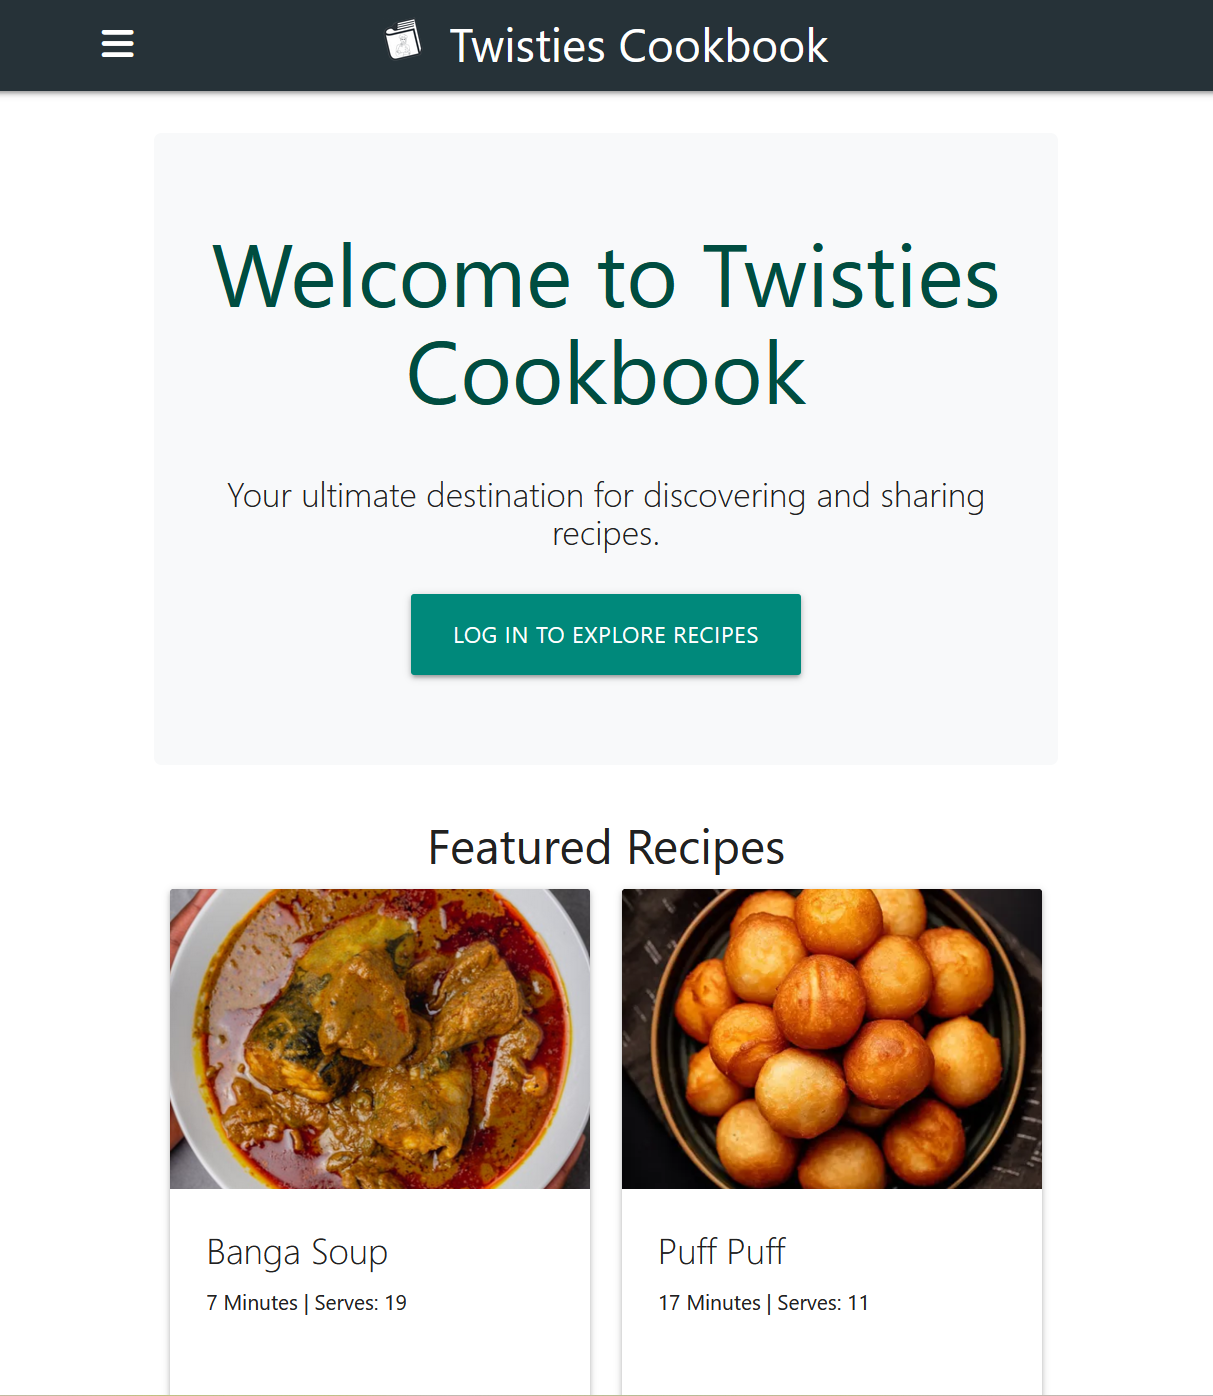 Twisties Cookbook
Welcome to Twisties
Cookbook
Your ultimate destination for discovering and sharing
recipes.
LOG IN TO EXPLORE RECIPES
Featured Recipes
Banga Soup
7 Minutes | Serves: 19
Puff Puff
17 Minutes | Serves: 11